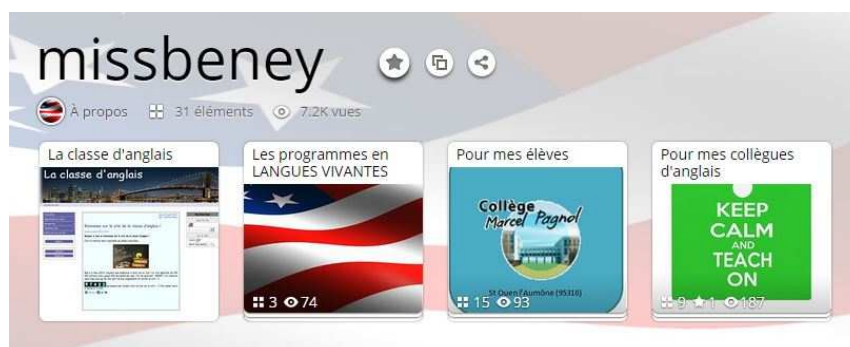 missbeney
À propos 31 éléments 7.2K vues
La classe d'anglais
La classe d'anglais
Les programmes en
LANGUES VIVANTES
3 74
Pour mes élèves
Collège
Marcel Pagnol
St Ouen l'Aumône (95310)
15 93
Pour mes collègues
d'anglais
KEEP
CALM
AND
TEACH
ON
9 1 187